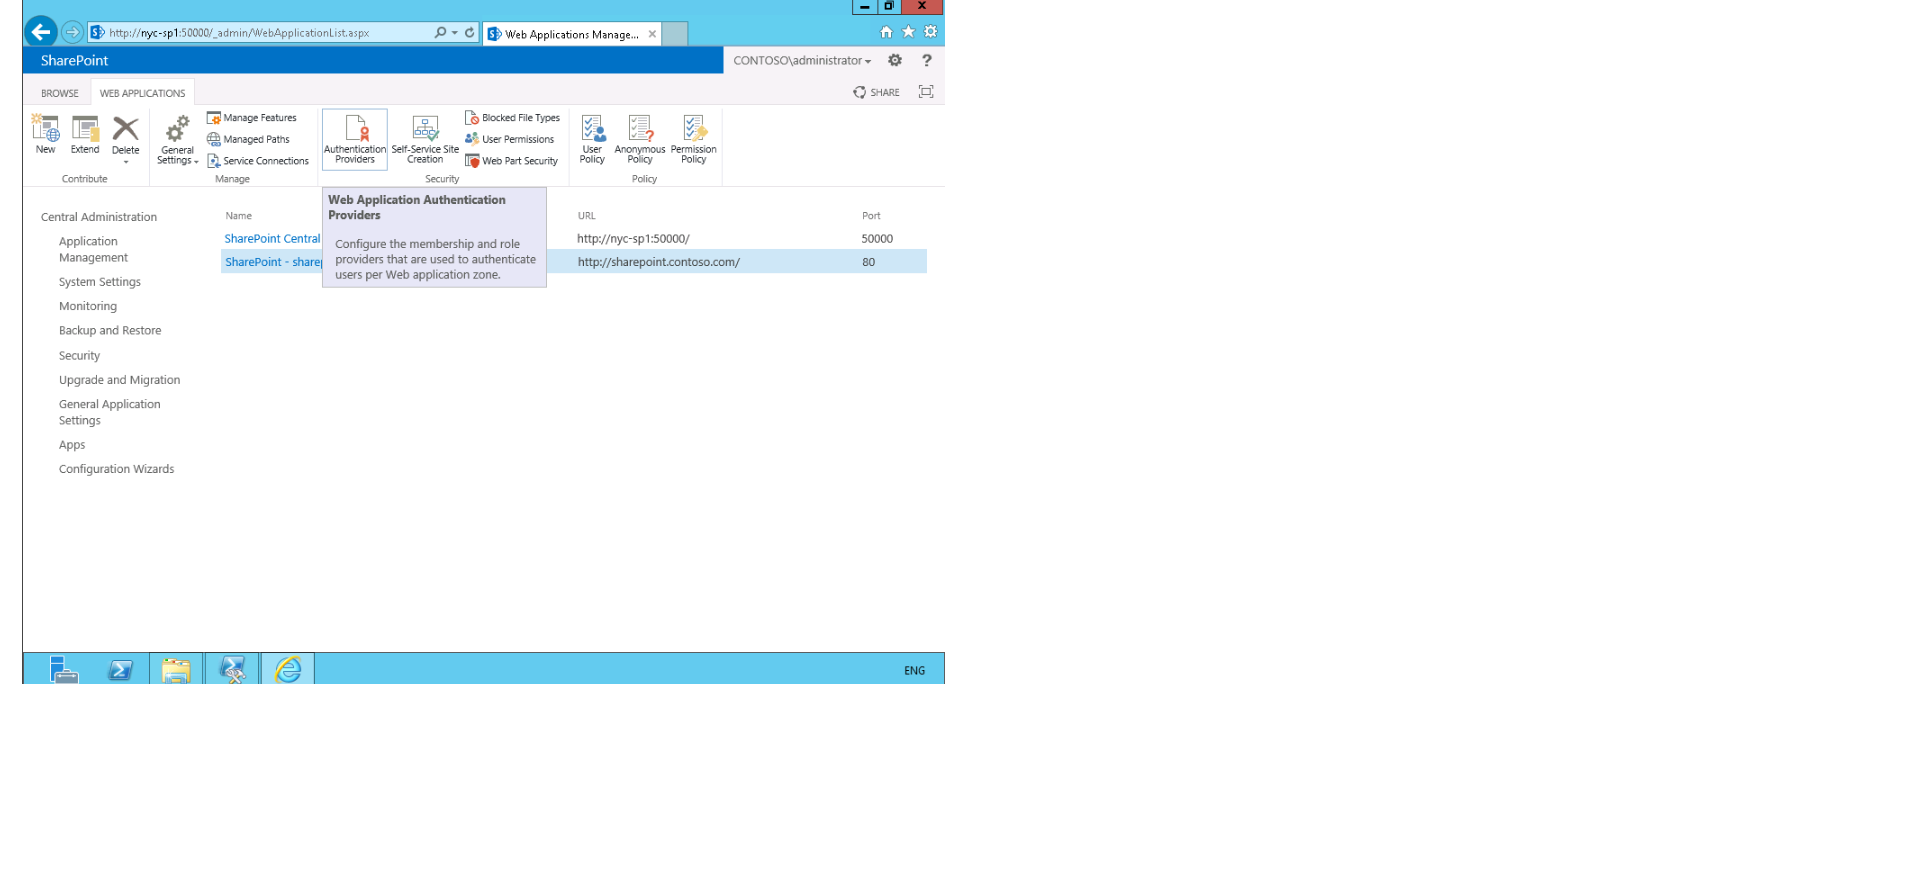 http://nyc-sp1:50000/_admin/WebApplicationList.aspx
Web Applications Manage...
SharePoint
CONTOSO\administrator
BROWSE
WEB APPLICATIONS
SHARE
New
Extend
Delete
Contribute
General
Settings
Manage Features
Managed Paths
Service Connections
Manage
Authentication
Providers
Self-Service Site
Creation
Blocked File Types
User Permissions
Web Part Security
Security
User
Policy
Anonymous
Policy
Permission
Policy
Policy
Web Application Authentication
Providers
Configure the membership and role
providers that are used to authenticate
users per Web application zone.
Central Administration
Application
Management
System Settings
Monitoring
Backup and Restore
Security
Upgrade and Migration
General Application
Settings
Apps
Configuration Wizards
Name
URL
Port
SharePoint Central
http://nyc-sp1:50000/
50000
SharePoint - sharep
http://sharepoint.contoso.com/
80
ENG